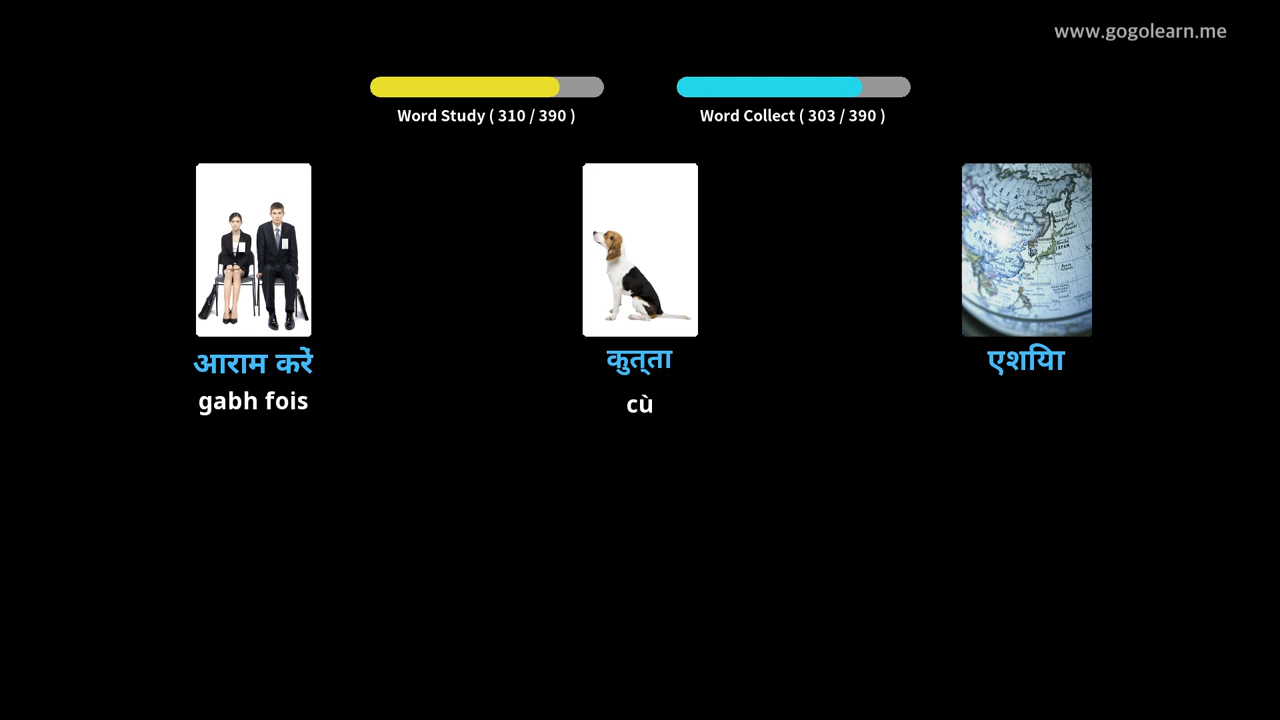 www.gogolearn.me
Word Study ( 310 / 390 )
Word Collect ( 303 / 390 )
आराम करें
gabh fois
कुत्ता
cù
एशिया